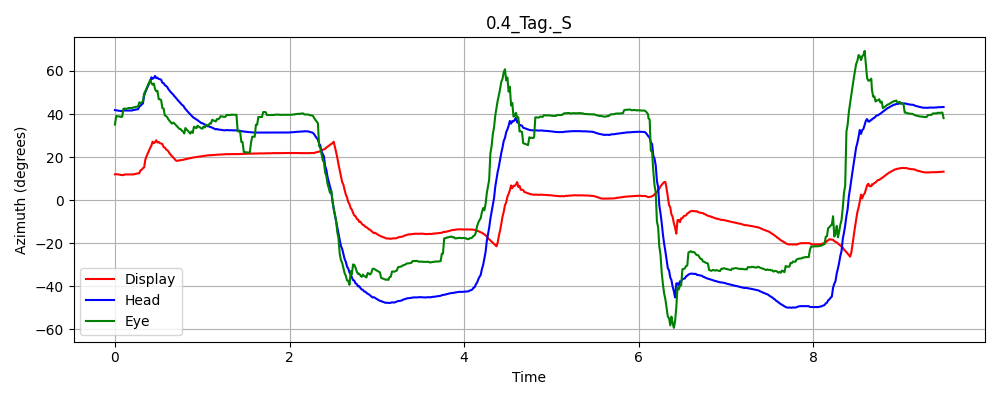 0.4_Tag._S
Azimuth (degrees)
60
40
20
0
−20
−40
−60
Display
Head
Eye
0 2 4 6 8
Time